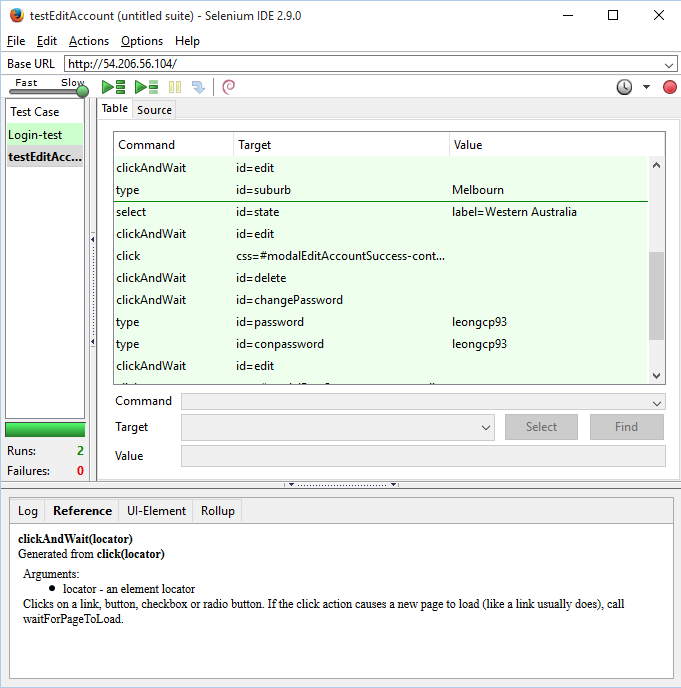 testEditAccount (untitled suite) - Selenium IDE 2.9.0
File Edit Actions Options Help
Base URL http://54.206.56.104/
Fast Slow
Test Case
Login-test
testEditAcc...
Table Source
Command Target Value
clickAndWait id=edit
type id=suburb Melbourn
select id=state label=Western Australia
clickAndWait id=edit
click css=#modalEditAccountSuccess-cont...
clickAndWait id=delete
clickAndWait id=changePassword
type id=password leongcp93
type id=conpassword leongcp93
clickAndWait id=edit
Command
Target Select Find
Value
Runs: 2
Failures: 0
Log Reference UI-Element Rollup
clickAndWait(locator)
Generated from click(locator)
Arguments:
● locator - an element locator
Clicks on a link, button, checkbox or radio button. If the click action causes a new page to load (like a link usually does), call
waitForPageToLoad.